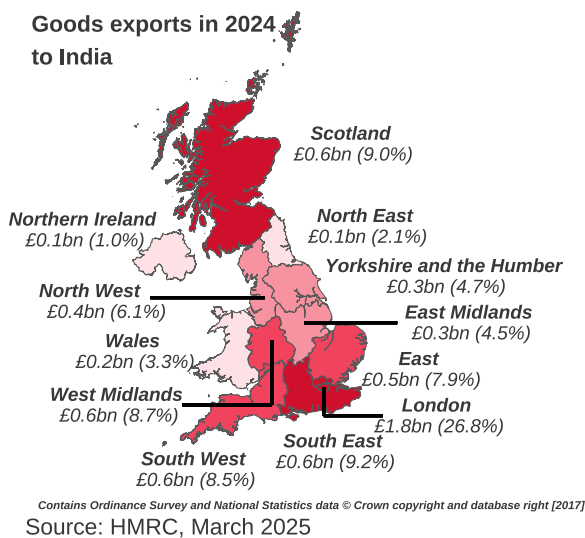 Goods exports in 2024
to India
Scotland
£0.6bn (9.0%)
Northern Ireland
£0.1bn (1.0%)
North East
£0.1bn (2.1%)
Yorkshire and the Humber
£0.3bn (4.7%)
North West
£0.4bn (6.1%)
East Midlands
£0.3bn (4.5%)
Wales
£0.2bn (3.3%)
East
£0.5bn (7.9%)
West Midlands
£0.6bn (8.7%)
London
£1.8bn (26.8%)
South East
£0.6bn (9.2%)
South West
£0.6bn (8.5%)
Contains Ordinance Survey and National Statistics data © Crown copyright and database right [2017]
Source: HMRC, March 2025